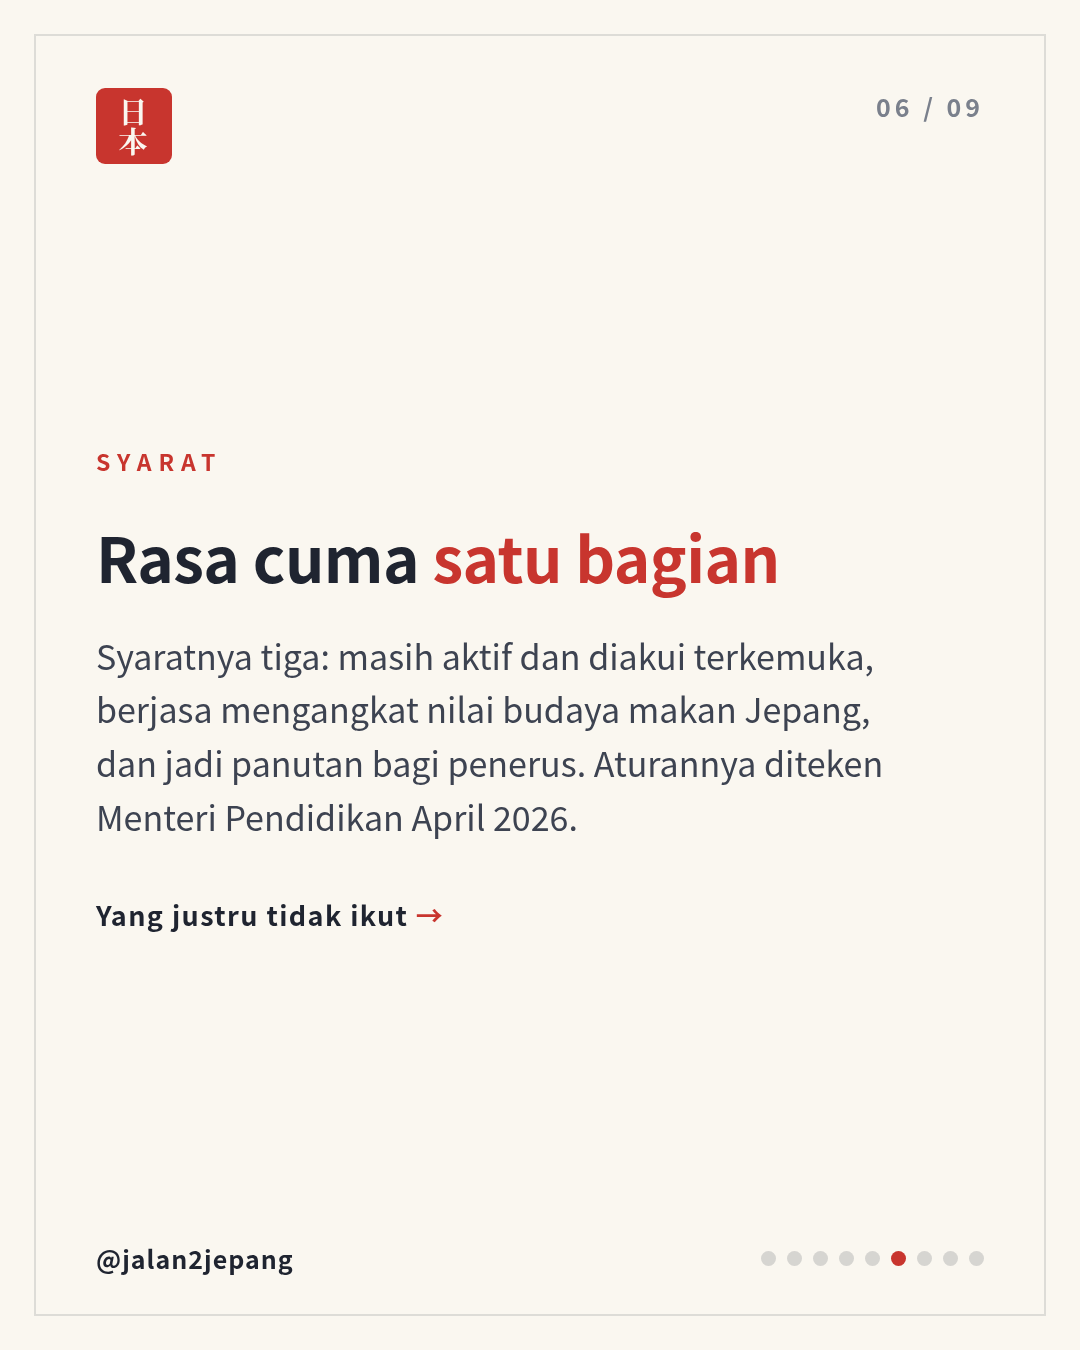 日本
06 / 09
SYARAT
Rasa cuma satu bagian
Syaratnya tiga: masih aktif dan diakui terkemuka,
berjasa mengangkat nilai budaya makan Jepang,
dan jadi panutan bagi penerus. Aturannya diteken
Menteri Pendidikan April 2026.
Yang justru tidak ikut →
@jalan2jepang